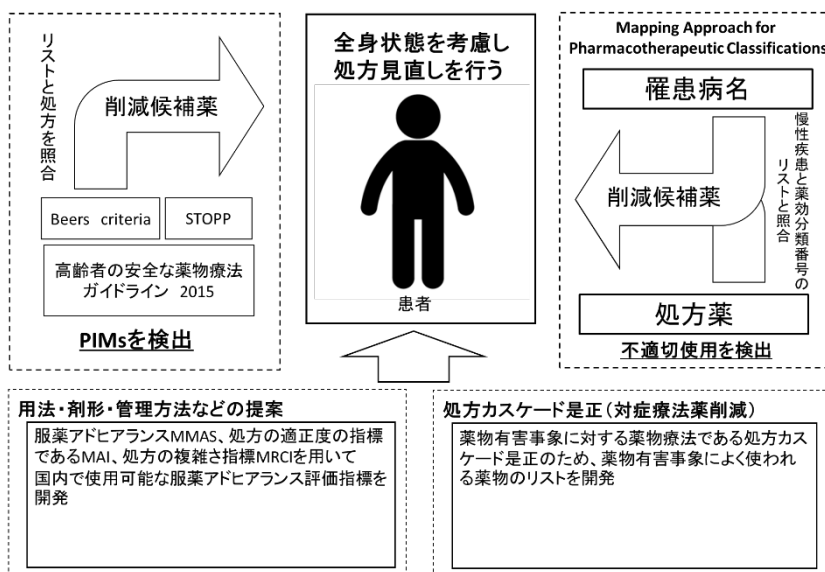 リストと処方を照合
削減候補薬
Beers criteria
STOPP
高齢者の安全な薬物療法
ガイドライン 2015
PIMsを検出
全身状態を考慮し
処方見直しを行う
患者
Mapping Approach for
Pharmacotherapeutic Classifications
罹患病名
慢性疾患と薬効分類番号の
リストと照合
削減候補薬
処方薬
不適切使用を検出
用法・剤形・管理方法などの提案
服薬アドヒアランスMMAS、処方の適正度の指標
であるMAI、処方の複雑さ指標MRCIを用いて
国内で使用可能な服薬アドヒアランス評価指標を
開発
処方カスケード是正（対症療法薬削減）
薬物有害事象に対する薬物療法である処方カス
ケード是正のため、薬物有害事象によく使われ
る薬物のリストを開発